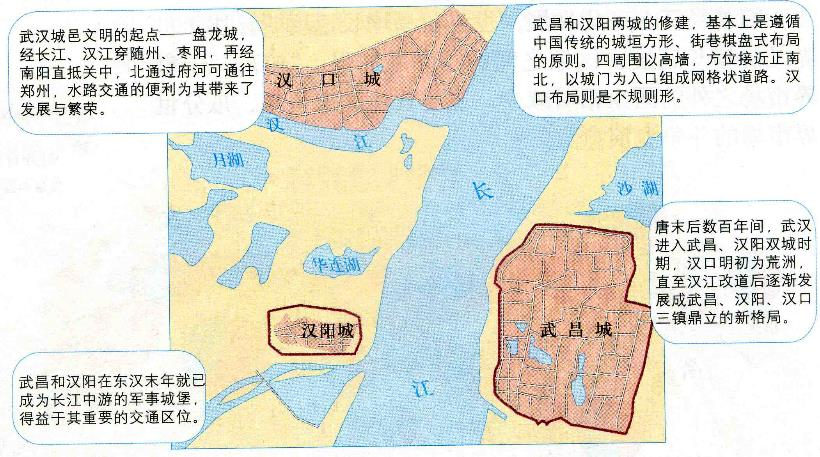 武汉城邑文明的起点——盘龙城，
经长江、汉江穿随州、枣阳，再经
南阳直抵关中，北通过府河可通往
郑州，水路交通的便利为其带来了
发展与繁荣。
武昌和汉阳两城的修建，基本上是遵循
中国传统的城垣方形、街巷棋盘式布局
的原则。四周围以高墙，方位接近正南
北，以城门为入口组成网格状道路。汉
口布局则是不规则形。
汉口城
汉江
月湖
长江
沙湖
唐末后数百年间，武汉
进入武昌、汉阳双城时
期，汉口明初为荒洲，
直至汉江改道后逐渐发
展成武昌、汉阳、汉口
三镇鼎立的新格局。
华连湖
汉阳城
武昌城
武昌和汉阳在东汉末年就已
成为长江中游的军事城堡，
得益于其重要的交通区位。